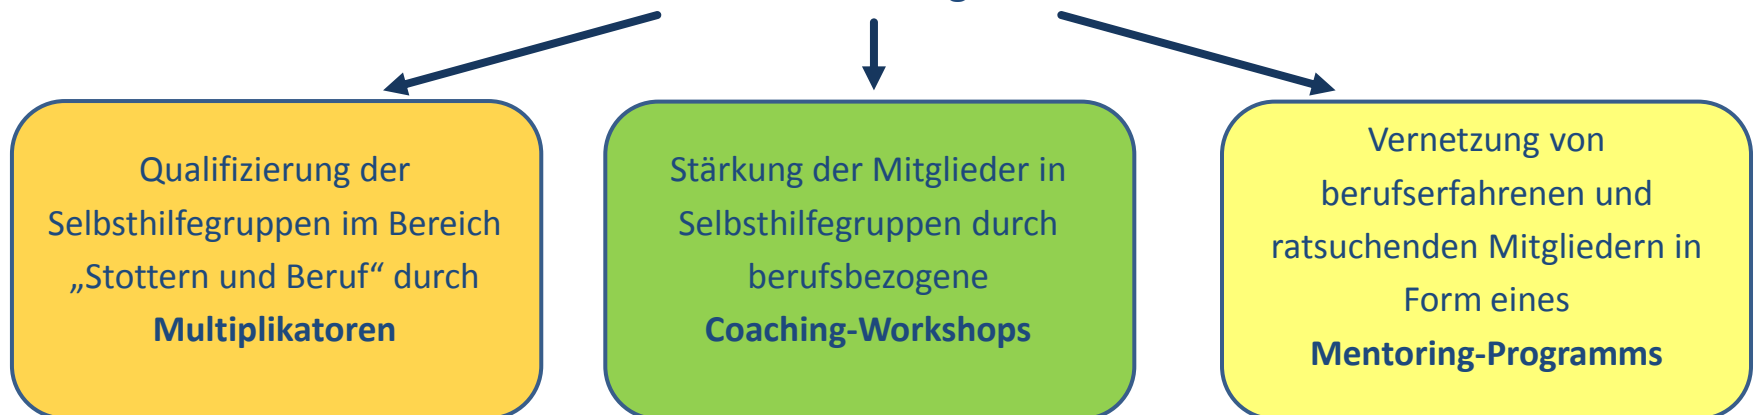 Qualifizierung der
Selbsthilfegruppen im Bereich
„Stottern und Beruf“ durch
Multiplikatoren
Stärkung der Mitglieder in
Selbsthilfegruppen durch
berufsbezogene
Coaching-Workshops
Vernetzung von
berufserfahrenen und
ratsuchenden Mitgliedern in
Form eines
Mentoring-Programms